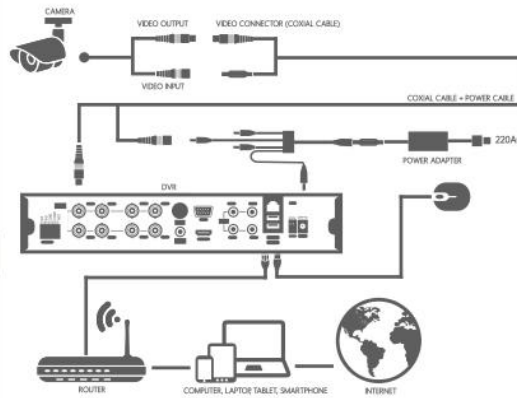 CAMERA
VIDEO OUTPUT
VIDEO CONNECTOR (COXIAL CABLE)
VIDEO INPUT
COXIAL CABLE + POWER CABLE
220A
POWER ADAPTER
DVR
ROUTER
COMPUTER, LAPTOP, TABLET, SMARTPHONE
INTERNET